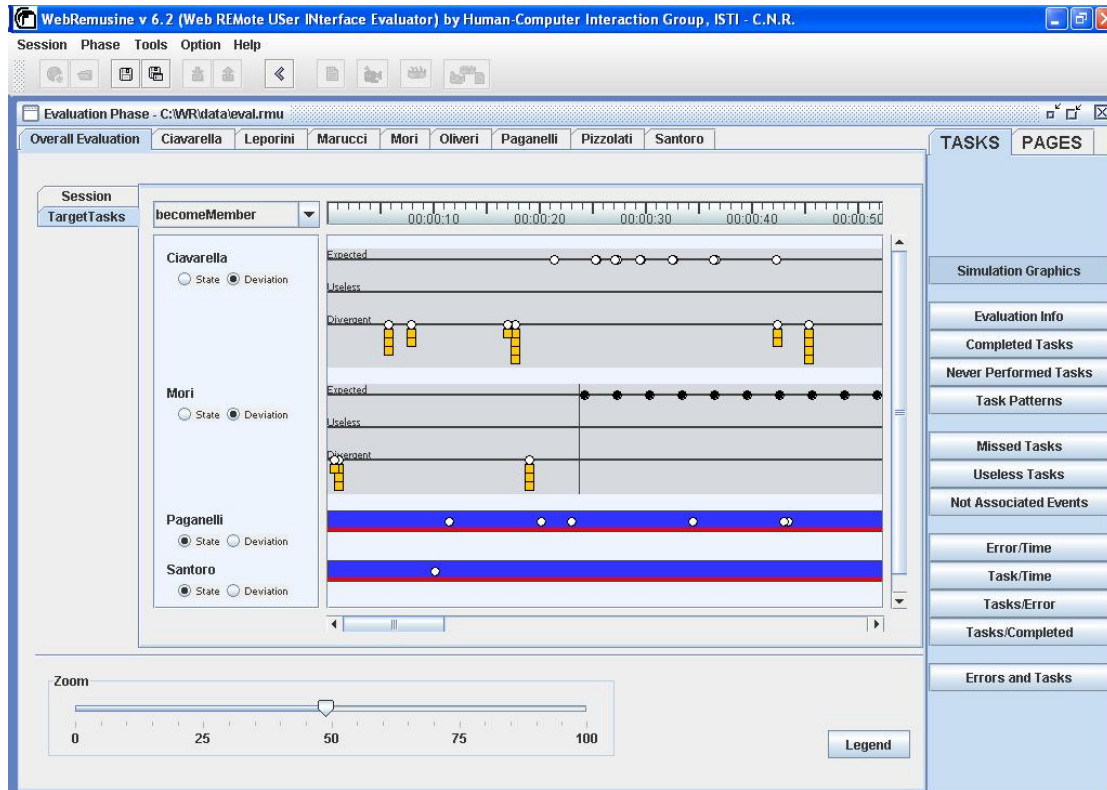 WebRemusine v 6.2 (Web REMote USer INterface Evaluator) by Human-Computer Interaction Group, ISTI - C.N.R.
Session Phase Tools Option Help
Evaluation Phase - C:\WR\data\eval.rmu
Overall Evaluation Ciavarella Leporini Marucci Mori Oliveri Paganelli Pizzolati Santoro
TASKS PAGES
Session
TargetTasks
becomeMember
00:00:10 00:00:20 00:00:30 00:00:40 00:00:50
Ciavarella
State Deviation
Expected
Useless
Divergent
Mori
State Deviation
Expected
Useless
Divergent
Paganelli
State Deviation
Santoro
State Deviation
Simulation Graphics
Evaluation Info
Completed Tasks
Never Performed Tasks
Task Patterns
Missed Tasks
Useless Tasks
Not Associated Events
Error/Time
Task/Time
Tasks/Error
Tasks/Completed
Errors and Tasks
Zoom
0 25 50 75 100
Legend